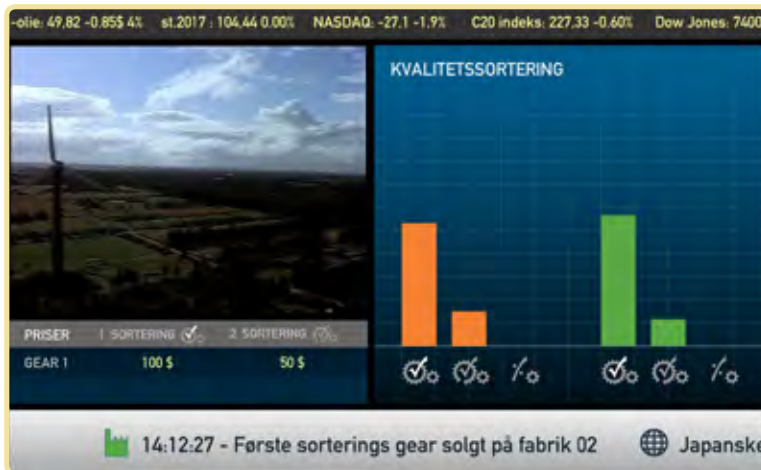 -olie: 49,82 -0.85$ 4% st.2017 : 104,44 0.00% NASDAQ: -27,1 -1.9% C20 indeks: 227,33 -0.60% Dow Jones: 7400
KVALITETSSORTERING
PRISER 1 SORTERING 2 SORTERING
GEAR 1 100 $ 50 $
14:12:27 - Første sorterings gear solgt på fabrik 02 Japanske